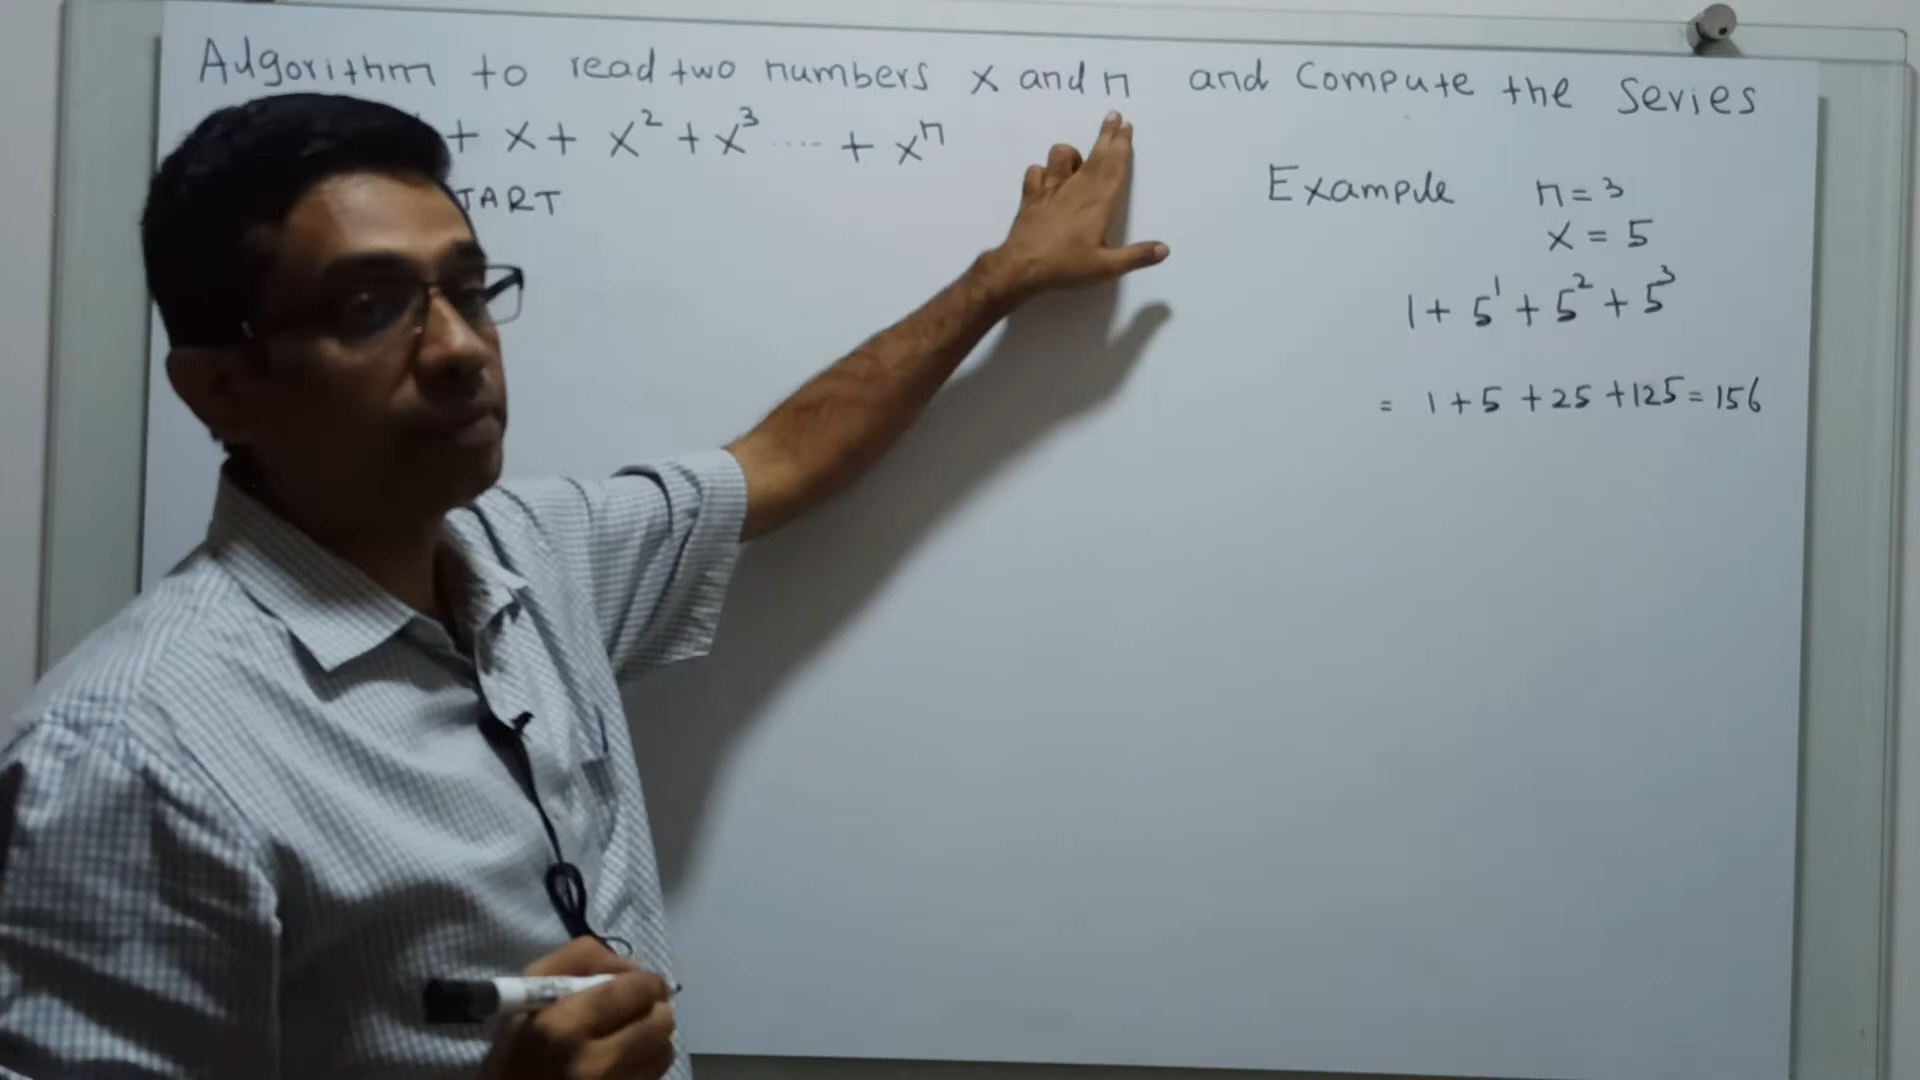 Algorithm to read two numbers x and n and Compute the Series
+ x + x² + x³ ..... + xⁿ
TART
Example n = 3
x = 5
1 + 5¹ + 5² + 5³
= 1 + 5 + 25 + 125 = 156